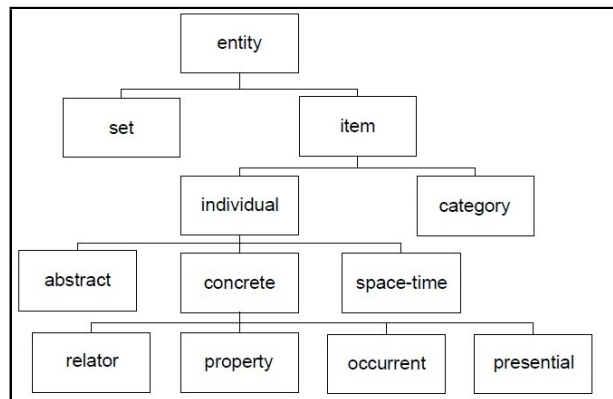 entity
set
item
individual
category
abstract
concrete
space-time
relator
property
occurrent
presential